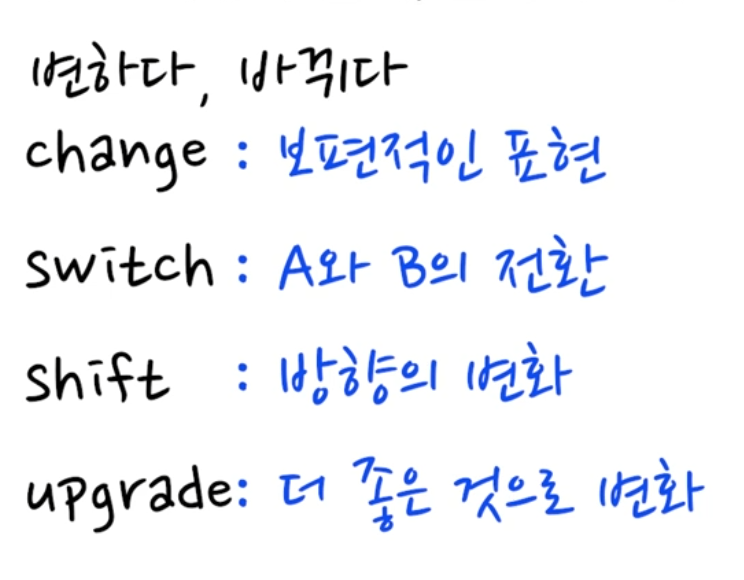 변하다, 바뀌다
change : 보편적인 표현
switch : A와 B의 전환
shift : 방향의 변화
upgrade: 더 좋은 것으로 변화